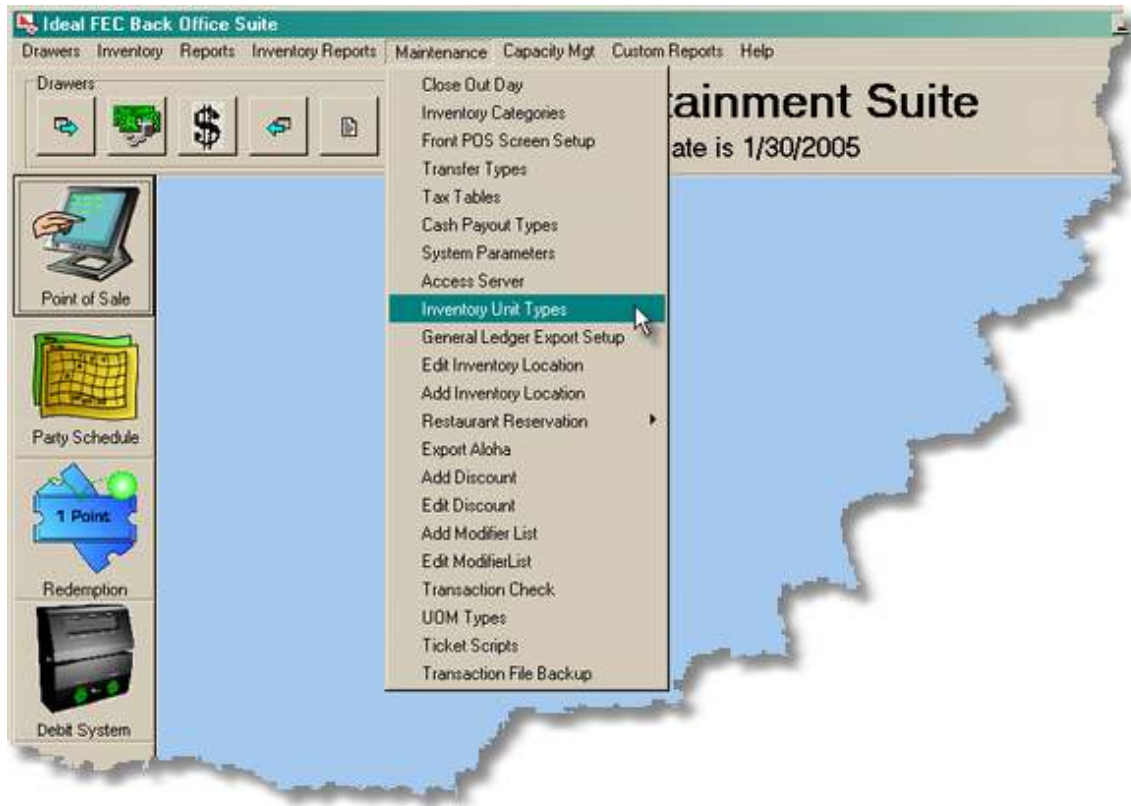 Ideal FEC Back Office Suite
Drawers Inventory Reports Inventory Reports Maintenance Capacity Mgt Custom Reports Help
Drawers
tainment Suite
ate is 1/30/2005
Close Out Day
Inventory Categories
Front POS Screen Setup
Transfer Types
Tax Tables
Cash Payout Types
System Parameters
Access Server
Inventory Unit Types
General Ledger Export Setup
Edit Inventory Location
Add Inventory Location
Restaurant Reservation
Export Aloha
Add Discount
Edit Discount
Add Modifier List
Edit ModifierList
Transaction Check
UOM Types
Ticket Scripts
Transaction File Backup
Point of Sale
Party Schedule
1 Point
Redemption
Debit System